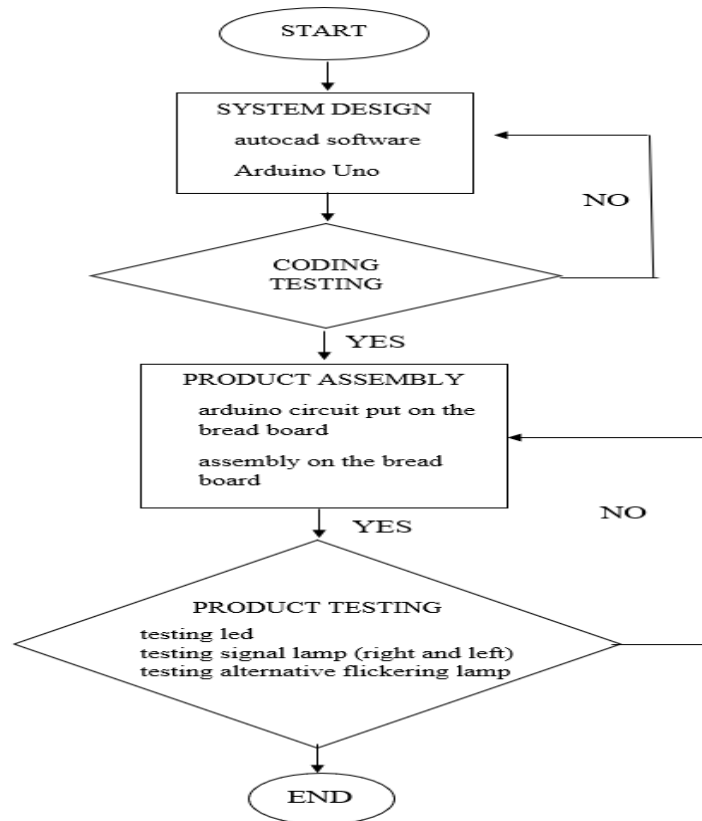 START
SYSTEM DESIGN
autocad software
Arduino Uno
NO
CODING
TESTING
YES
PRODUCT ASSEMBLY
arduino circuit put on the
bread board
assembly on the bread
board
NO
YES
PRODUCT TESTING
testing led
testing signal lamp (right and left)
testing alternative flickering lamp
END